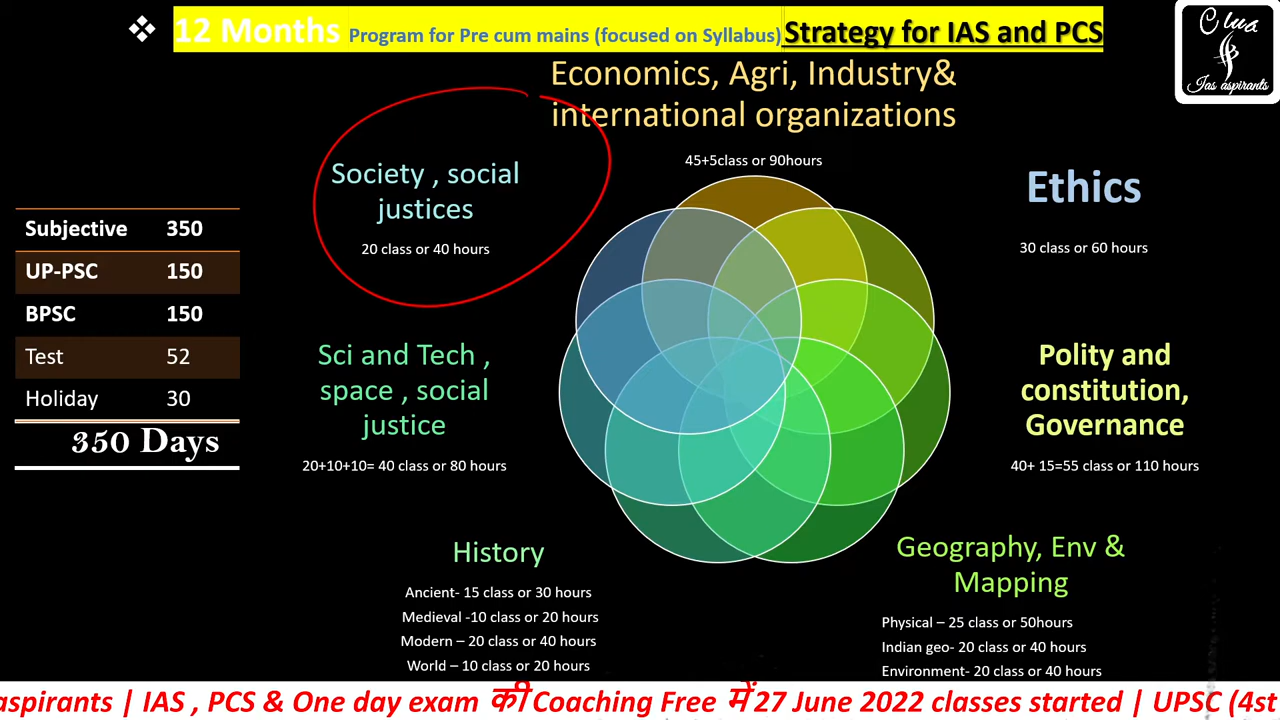 ❖ 12 Months Program for Pre cum mains (focused on Syllabus) Strategy for IAS and PCS
Clua
Ias aspirants
Economics, Agri, Industry&
international organizations
45+5class or 90hours
Society , social
justices
20 class or 40 hours
Ethics
30 class or 60 hours
Subjective 350
UP-PSC 150
BPSC 150
Test 52
Holiday 30
350 Days
Sci and Tech ,
space , social
justice
20+10+10= 40 class or 80 hours
Polity and
constitution,
Governance
40+ 15=55 class or 110 hours
History
Ancient- 15 class or 30 hours
Medieval -10 class or 20 hours
Modern – 20 class or 40 hours
World – 10 class or 20 hours
Geography, Env &
Mapping
Physical – 25 class or 50hours
Indian geo- 20 class or 40 hours
Environment- 20 class or 40 hours
aspirants | IAS , PCS & One day exam की Coaching Free में 27 June 2022 classes started | UPSC (4st